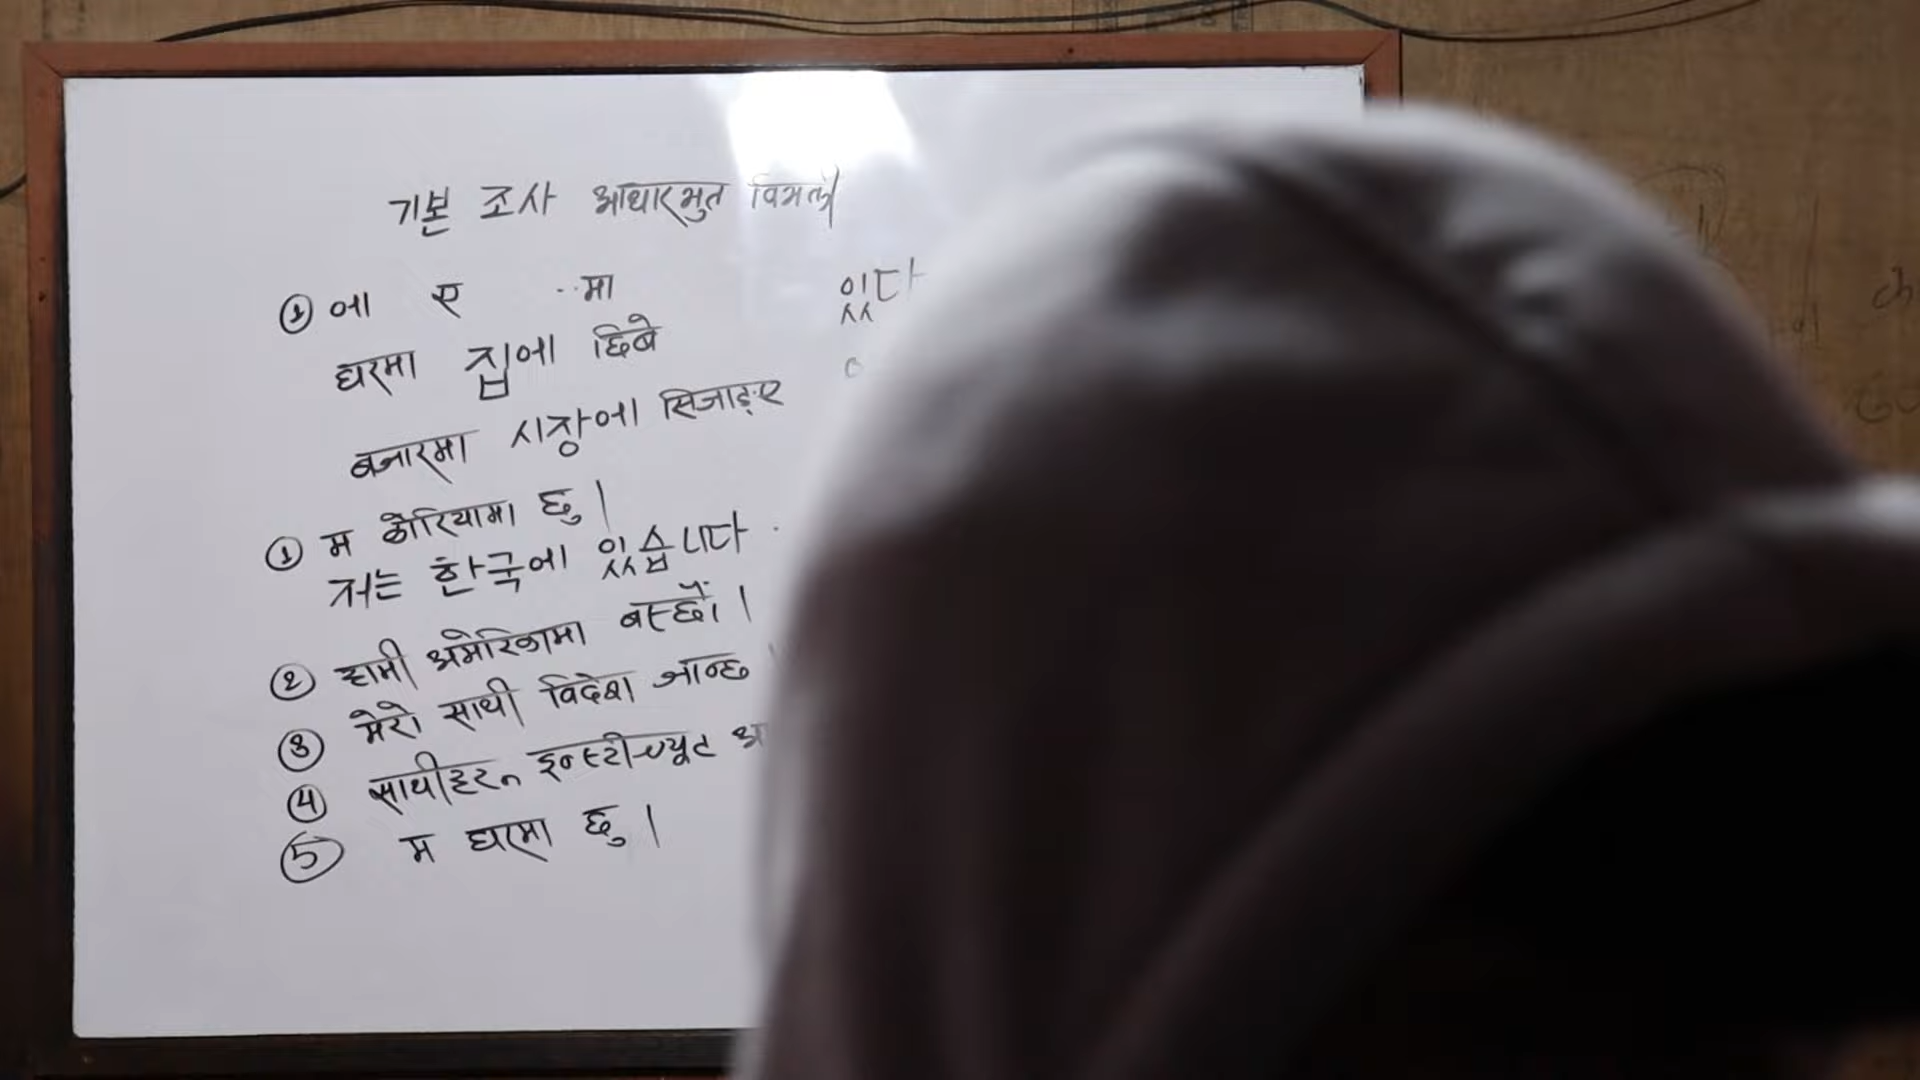 기본 조사 आधारभुत विभक्ती
① 에 ए ..मा 있다
घरमा 집에 छिबे
बजारमा 시장에 सिजाङ्ए
① म कोरियामा छु ।
저는 한국에 있습니다 .
② हामी अमेरिकामा बस्छौं ।
③ मेरो साथी विदेश जान्छ ।
④ साथीहरू इन्स्टीच्यूट
⑤ म घरमा छु ।